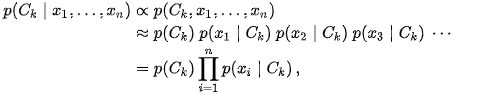 p(C_k | x_1, …, x_n) ∝ p(C_k, x_1, …, x_n)
≈ p(C_k) p(x_1 | C_k) p(x_2 | C_k) p(x_3 | C_k) ⋯
= p(C_k) ∏_{i=1}^{n} p(x_i | C_k) ,